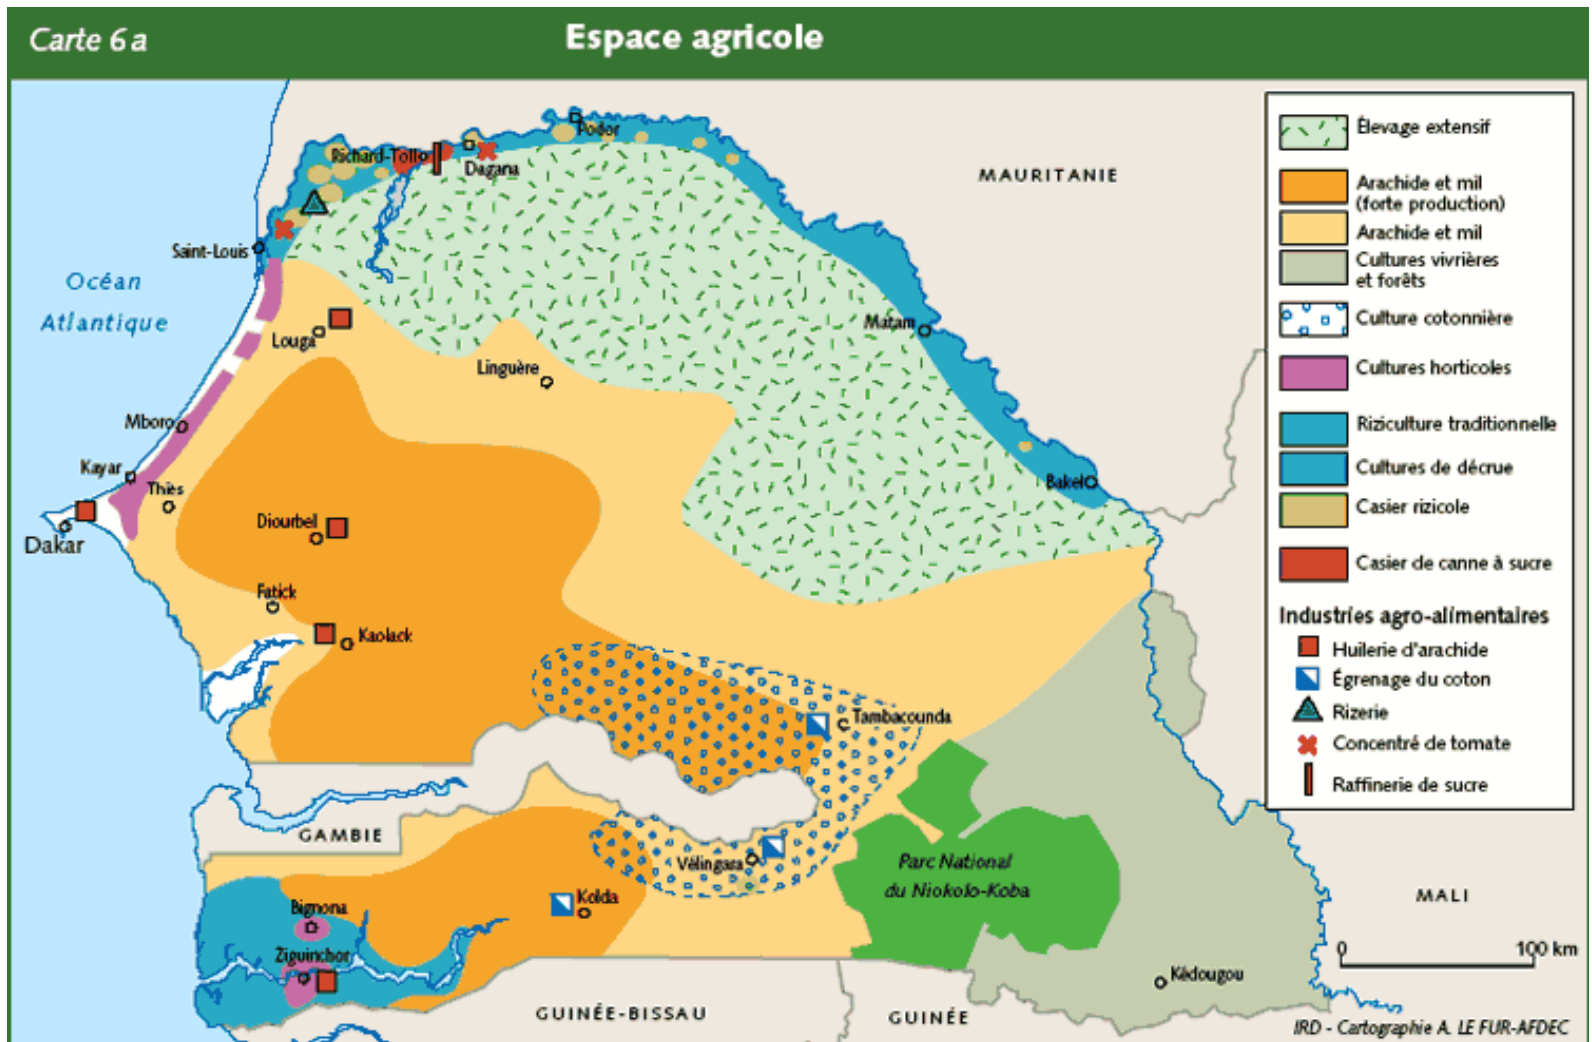 Carte 6 a
Espace agricole
Podor
Richard-Toll
Dagana
MAURITANIE
Saint-Louis
Océan
Atlantique
Louga
Linguère
Matam
Mboro
Kayar
Thiès
Bakel
Diourbel
Dakar
Fatick
Kaolack
Tambacounda
GAMBIE
Vélingara
Parc National
du Niokolo-Koba
Kolda
Bignona
Ziguinchor
Kédougou
MALI
GUINÉE-BISSAU
GUINÉE
Élevage extensif
Arachide et mil
(forte production)
Arachide et mil
Cultures vivrières
et forêts
Culture cotonnière
Cultures horticoles
Riziculture traditionnelle
Cultures de décrue
Casier rizicole
Casier de canne à sucre
Industries agro-alimentaires
Huilerie d'arachide
Égrenage du coton
Rizerie
Concentré de tomate
Raffinerie de sucre
0 100 km
IRD - Cartographie A. LE FUR-AFDEC